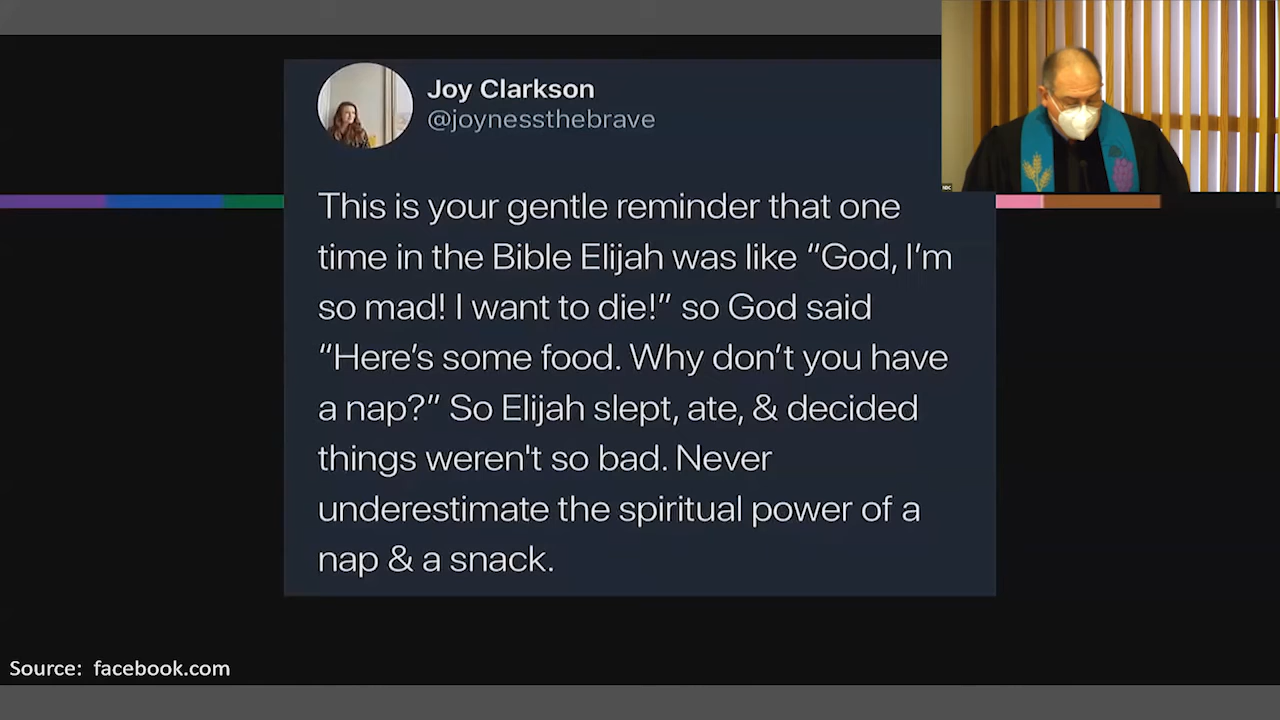 Joy Clarkson
@joynessthebrave
This is your gentle reminder that one
time in the Bible Elijah was like “God, I’m
so mad! I want to die!” so God said
“Here’s some food. Why don’t you have
a nap?” So Elijah slept, ate, & decided
things weren't so bad. Never
underestimate the spiritual power of a
nap & a snack.
Source: facebook.com